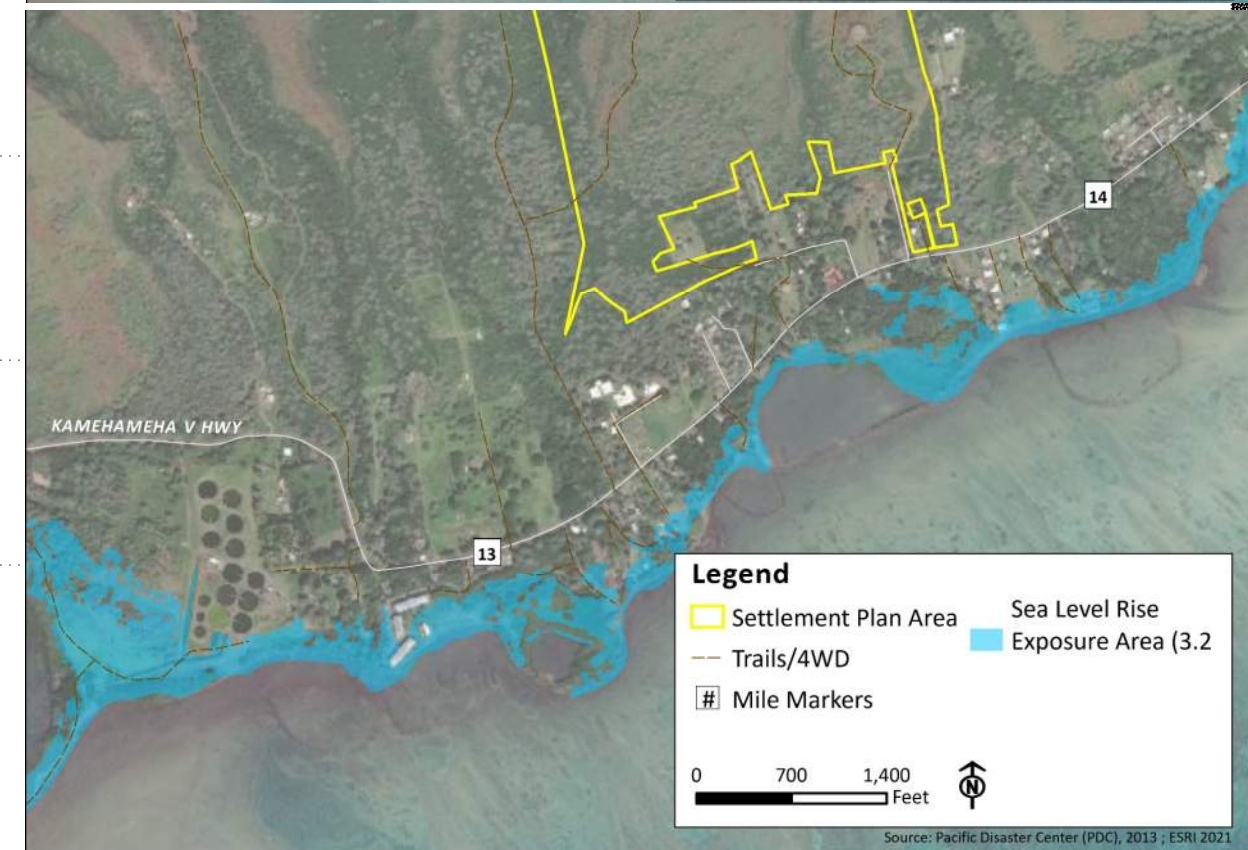 14
KAMEHAMEHA V HWY
13
Legend
Settlement Plan Area
Trails/4WD
# Mile Markers
Sea Level Rise
Exposure Area (3.2
0 700 1,400
Feet
N
Source: Pacific Disaster Center (PDC), 2013 ; ESRI 2021